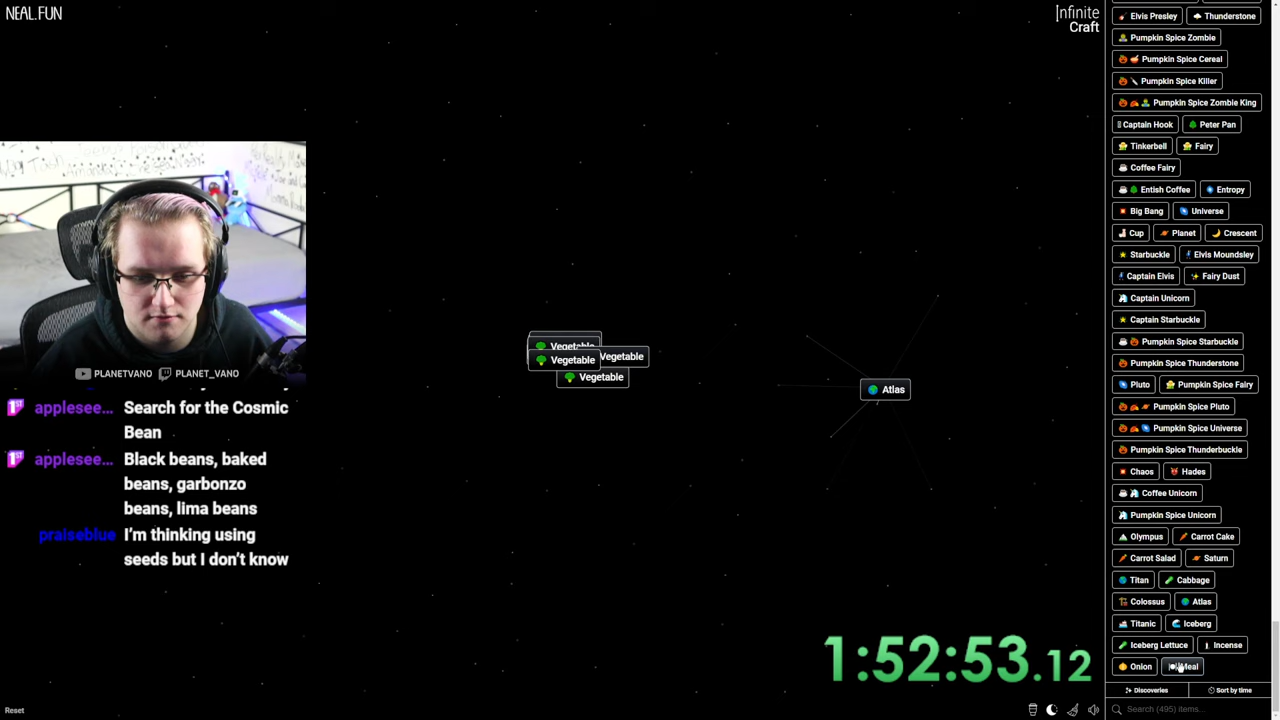 NEAL.FUN
Infinite
Craft
Elvis Presley
Thunderstone
Pumpkin Spice Zombie
Pumpkin Spice Cereal
Pumpkin Spice Killer
Pumpkin Spice Zombie King
Captain Hook
Peter Pan
Tinkerbell
Fairy
Coffee Fairy
Entish Coffee
Entropy
Big Bang
Universe
Cup
Planet
Crescent
Starbuckle
Elvis Moundsley
Captain Elvis
Fairy Dust
Captain Unicorn
Captain Starbuckle
Pumpkin Spice Starbuckle
Pumpkin Spice Thunderstone
Pluto
Pumpkin Spice Fairy
Pumpkin Spice Pluto
Pumpkin Spice Universe
Pumpkin Spice Thunderbuckle
Chaos
Hades
Coffee Unicorn
Pumpkin Spice Unicorn
Olympus
Carrot Cake
Carrot Salad
Saturn
Titan
Cabbage
Colossus
Atlas
Titanic
Iceberg
Iceberg Lettuce
Incense
Onion
Meal
Discoveries
Sort by time
Search (495) items...
Vegetable
Vegetable
Vegetable
Vegetable
Atlas
PLANETVANO
PLANET_VANO
appplesee... Search for the Cosmic
Bean
applesee... Black beans, baked
beans, garbonzo
beans, lima beans
praiseblue I'm thinking using
seeds but I don't know
1:52:53.12
Reset